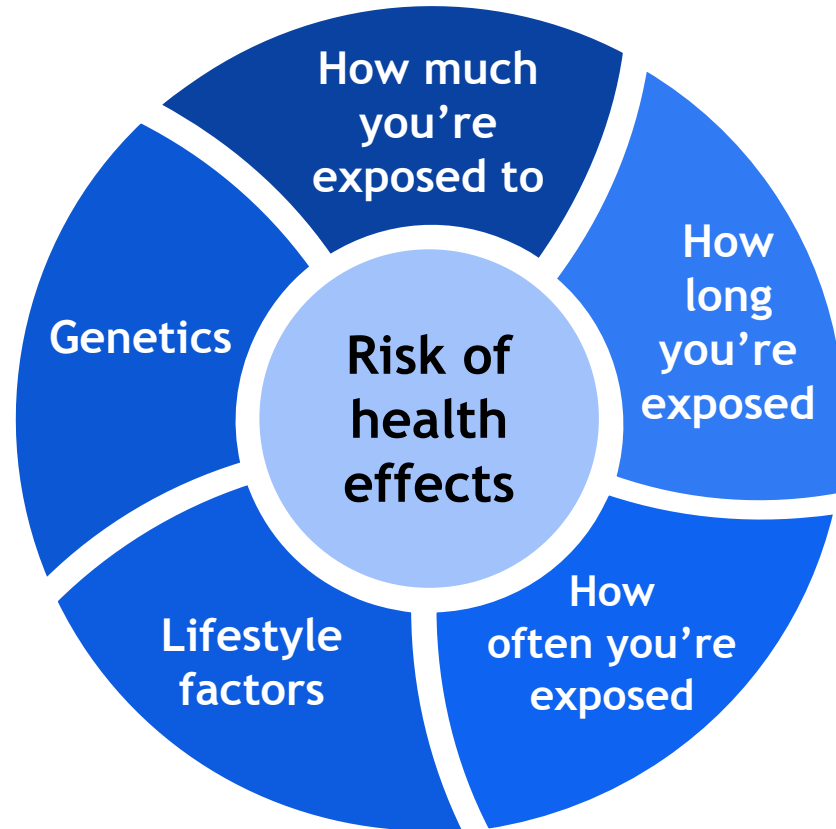 How much
you’re
exposed to
How
long
you’re
exposed
How
often you’re
exposed
Lifestyle
factors
Genetics
Risk of
health
effects